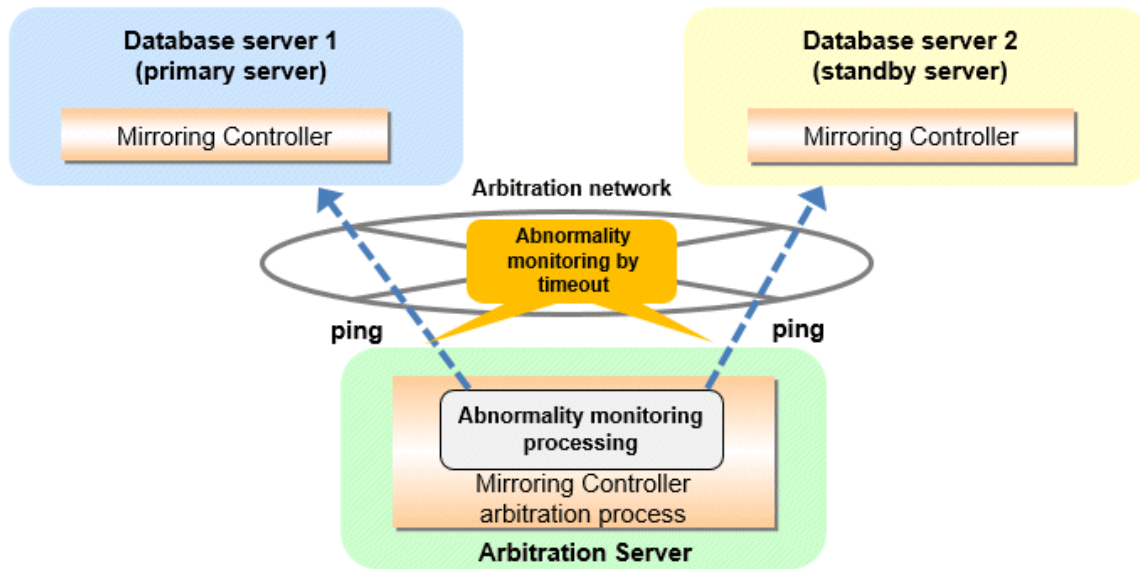 Database server 1
(primary server)
Mirroring Controller
Database server 2
(standby server)
Mirroring Controller
Arbitration network
Abnormality
monitoring by
timeout
ping
ping
Abnormality monitoring
processing
Mirroring Controller
arbitration process
Arbitration Server